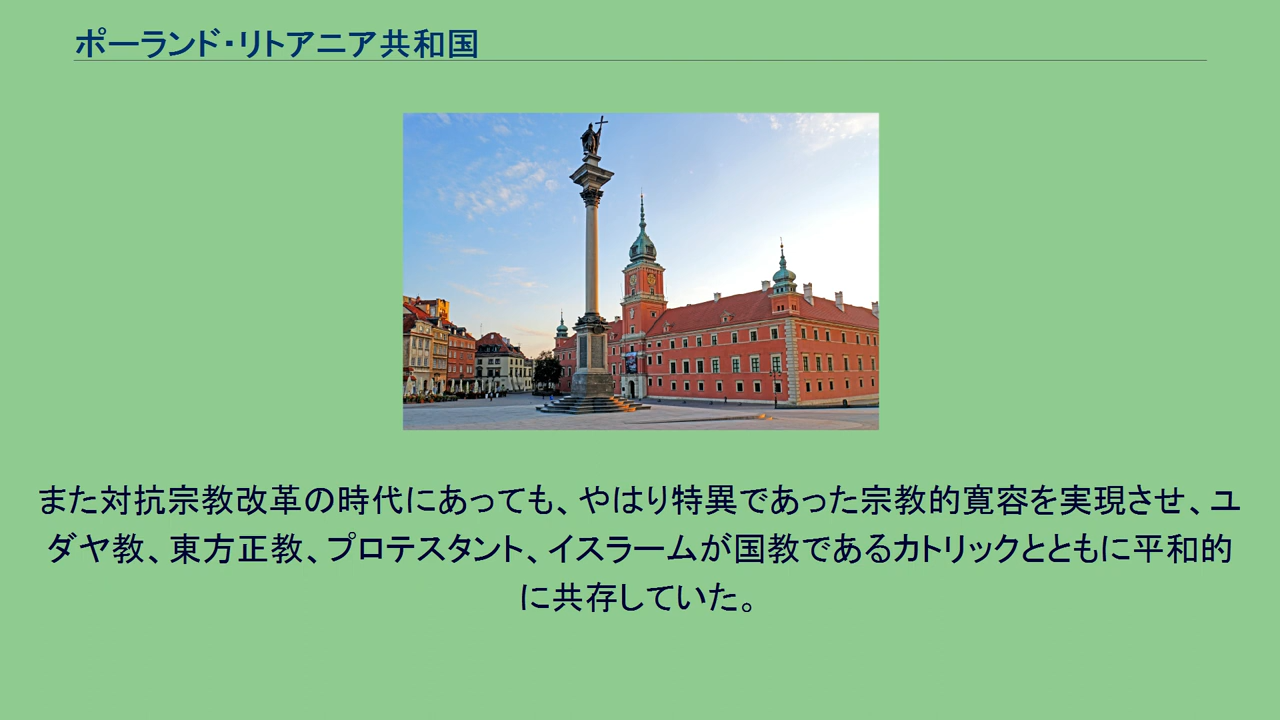 ポーランド・リトアニア共和国
また対抗宗教改革の時代にあっても、やはり特異であった宗教的寛容を実現させ、ユ
ダヤ教、東方正教、プロテスタント、イスラームが国教であるカトリックとともに平和的
に共存していた。